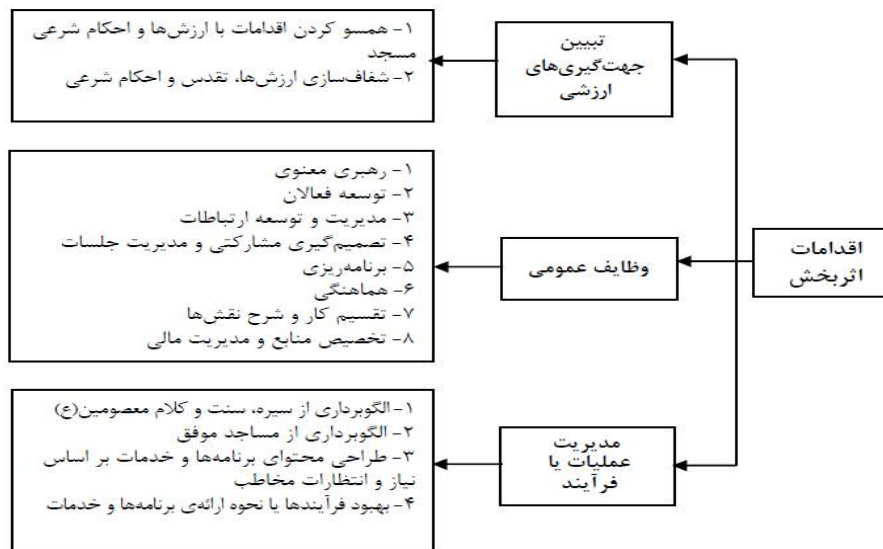 اقدامات
اثربخش
تبیین
جهت‌گیری‌های
ارزشی
۱- همسو کردن اقدامات با ارزش‌ها و احکام شرعی
مسجد
۲- شفاف‌سازی ارزش‌ها، تقدس و احکام شرعی
وظایف عمومی
۱- رهبری معنوی
۲- توسعه فعالان
۳- مدیریت و توسعه ارتباطات
۴- تصمیم‌گیری مشارکتی و مدیریت جلسات
۵- برنامه‌ریزی
۶- هماهنگی
۷- تقسیم کار و شرح نقش‌ها
۸- تخصیص منابع و مدیریت مالی
مدیریت
عملیات یا
فرآیند
۱- الگوبرداری از سیره، سنت و کلام معصومین(ع)
۲- الگوبرداری از مساجد موفق
۳- طراحی محتوای برنامه‌ها و خدمات بر اساس
نیاز و انتظارات مخاطب
۴- بهبود فرآیندها یا نحوه ارائه‌ی برنامه‌ها و خدمات